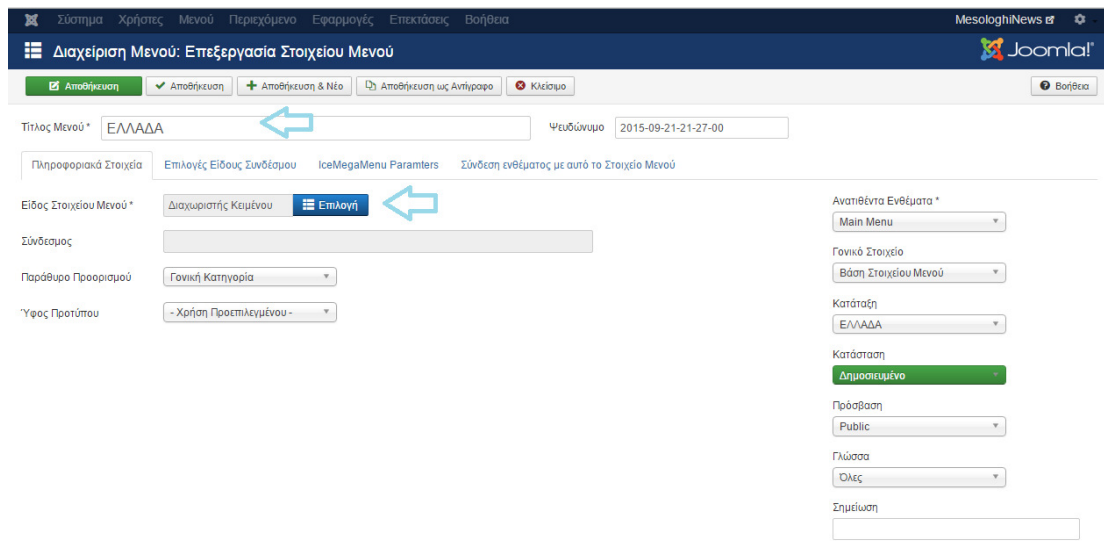 Σύστημα Χρήστες Μενού Περιεχόμενο Εφαρμογές Επεκτάσεις Βοήθεια MesologhiNews
Διαχείριση Μενού: Επεξεργασία Στοιχείου Μενού Joomla!
Αποθήκευση Αποθήκευση Αποθήκευση & Νέο Αποθήκευση ως Αντίγραφο Κλείσιμο Βοήθεια
Τίτλος Μενού * ΕΛΛΑΔΑ Ψευδώνυμο 2015-09-21-21-27-00
Πληροφοριακά Στοιχεία Επιλογές Είδους Συνδέσμου IceMegaMenu Paramters Σύνδεση ενθέματος με αυτό το Στοιχείο Μενού
Είδος Στοιχείου Μενού * Διαχωριστής Κειμένου Επιλογή
Σύνδεσμος
Παράθυρο Προορισμού Γονική Κατηγορία
Ύφος Προτύπου - Χρήση Προεπιλεγμένου -
Ανατιθέντα Ενθέματα *
Main Menu
Γονικό Στοιχείο
Βάση Στοιχείου Μενού
Κατάταξη
ΕΛΛΑΔΑ
Κατάσταση
Δημοσιευμένο
Πρόσβαση
Public
Γλώσσα
Όλες
Σημείωση